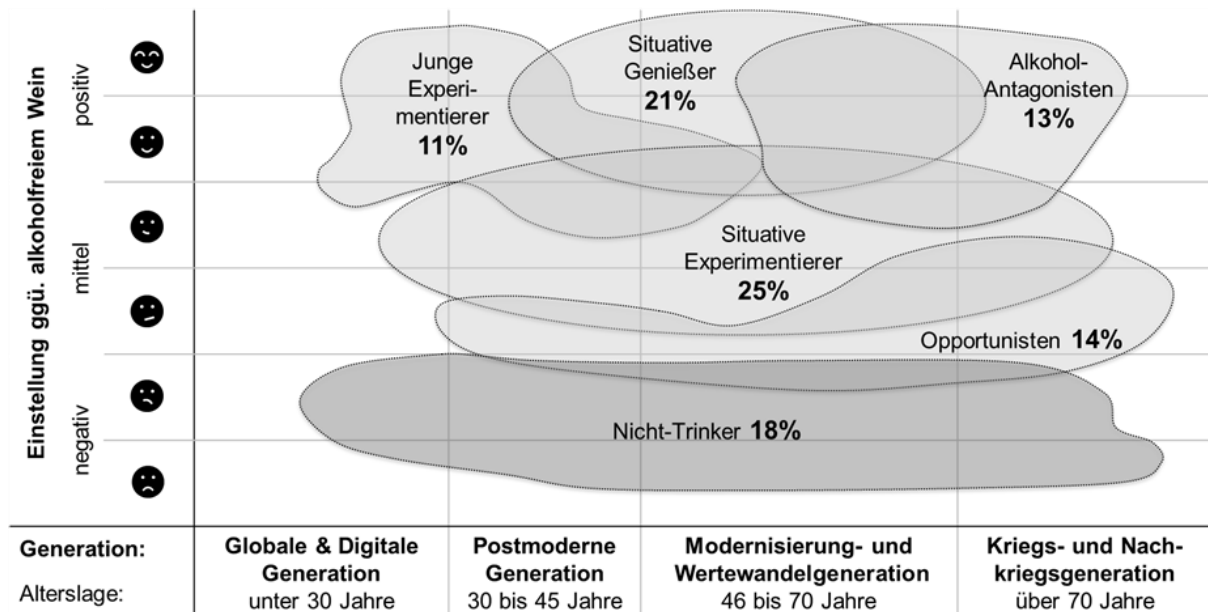 Einstellung ggü. alkoholfreiem Wein
positiv
mittel
negativ
Junge
Experi-
mentierer
11%
Situative
Genießer
21%
Alkohol-
Antagonisten
13%
Situative
Experimentierer
25%
Opportunisten 14%
Nicht-Trinker 18%
Generation:
Alterslage:
Globale & Digitale
Generation
unter 30 Jahre
Postmoderne
Generation
30 bis 45 Jahre
Modernisierung- und
Wertewandelgeneration
46 bis 70 Jahre
Kriegs- und Nach-
kriegsgeneration
über 70 Jahre